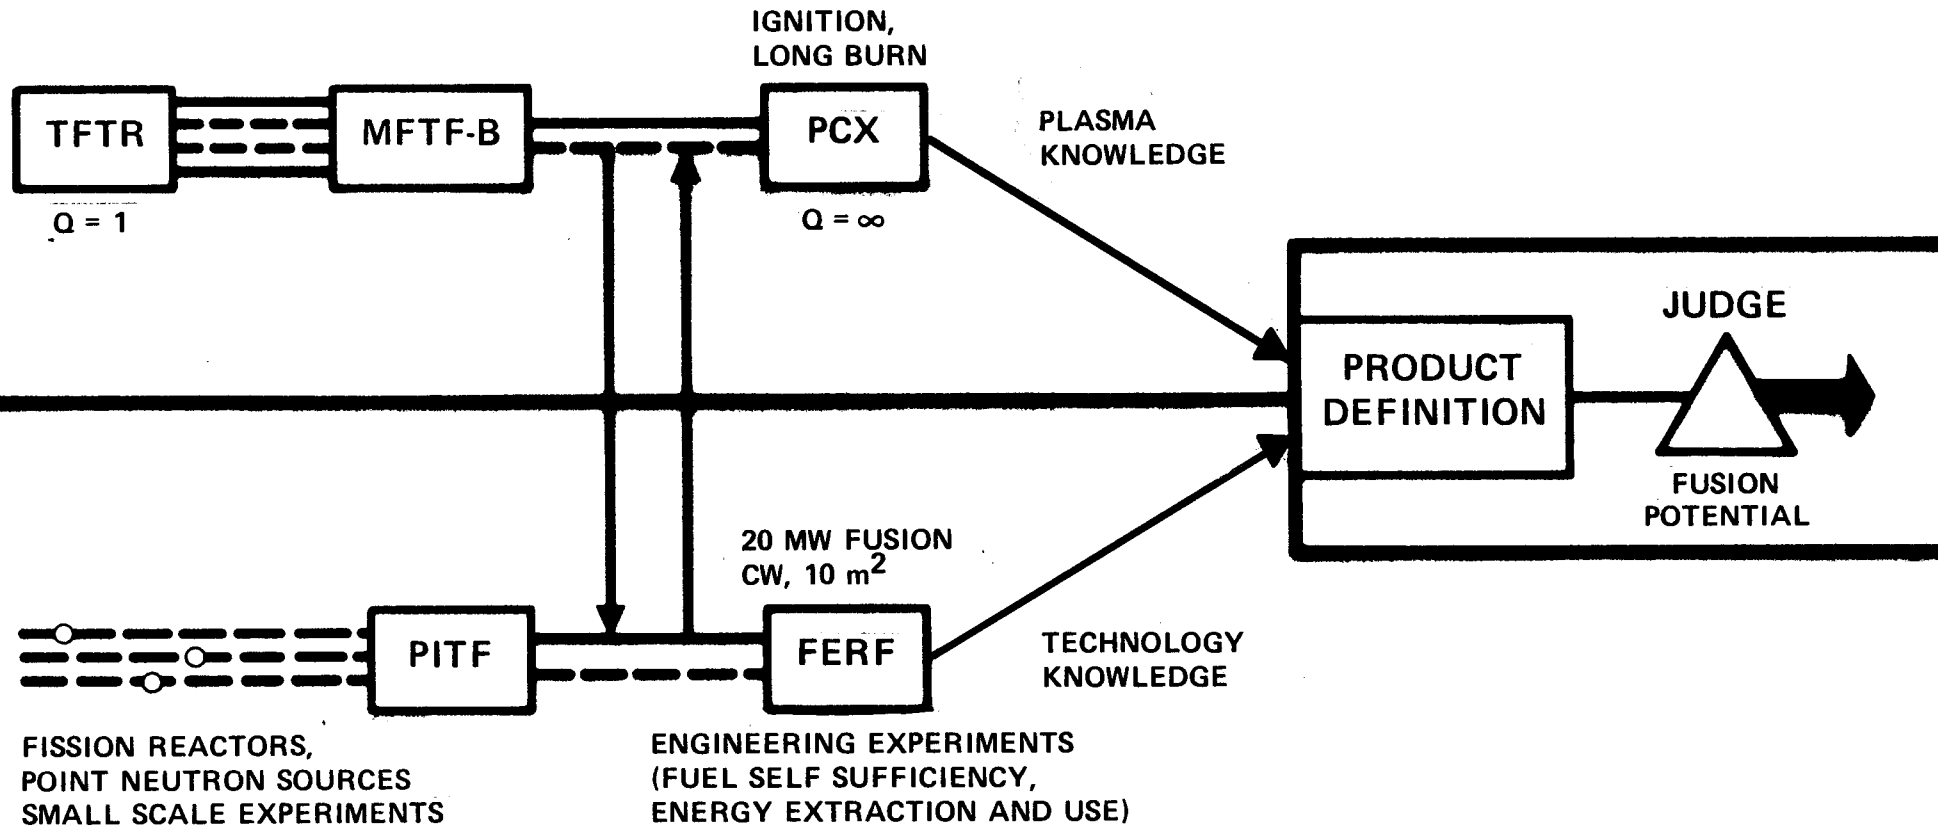 IGNITION,
LONG BURN
TFTR
MFTF-B
PCX
Q = 1
Q = ∞
PLASMA
KNOWLEDGE
JUDGE
PRODUCT
DEFINITION
FUSION
POTENTIAL
20 MW FUSION
CW, 10 m²
PITF
FERF
TECHNOLOGY
KNOWLEDGE
FISSION REACTORS,
POINT NEUTRON SOURCES
SMALL SCALE EXPERIMENTS
ENGINEERING EXPERIMENTS
(FUEL SELF SUFFICIENCY,
ENERGY EXTRACTION AND USE)